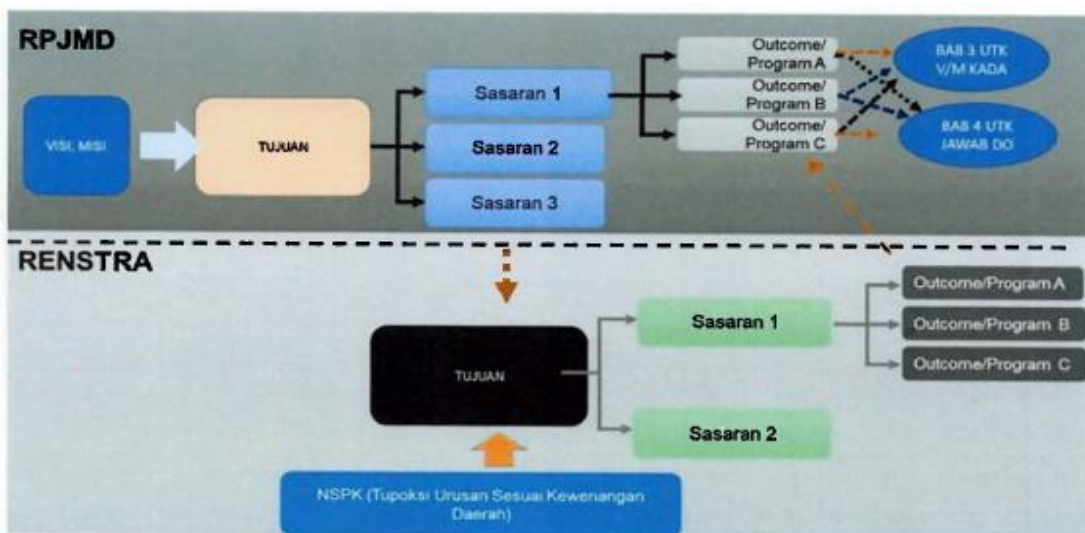 RPJMD
VISI, MISI
TUJUAN
Sasaran 1
Sasaran 2
Sasaran 3
Outcome/
Program A
Outcome/
Program B
Outcome/
Program C
BAB 3 UTK
V/M KADA
BAB 4 UTK
JAWAB DO
RENSTRA
TUJUAN
Sasaran 1
Sasaran 2
Outcome/Program A
Outcome/Program B
Outcome/Program C
NSPK (Tupoksi Urusan Sesuai Kewenangan
Daerah)